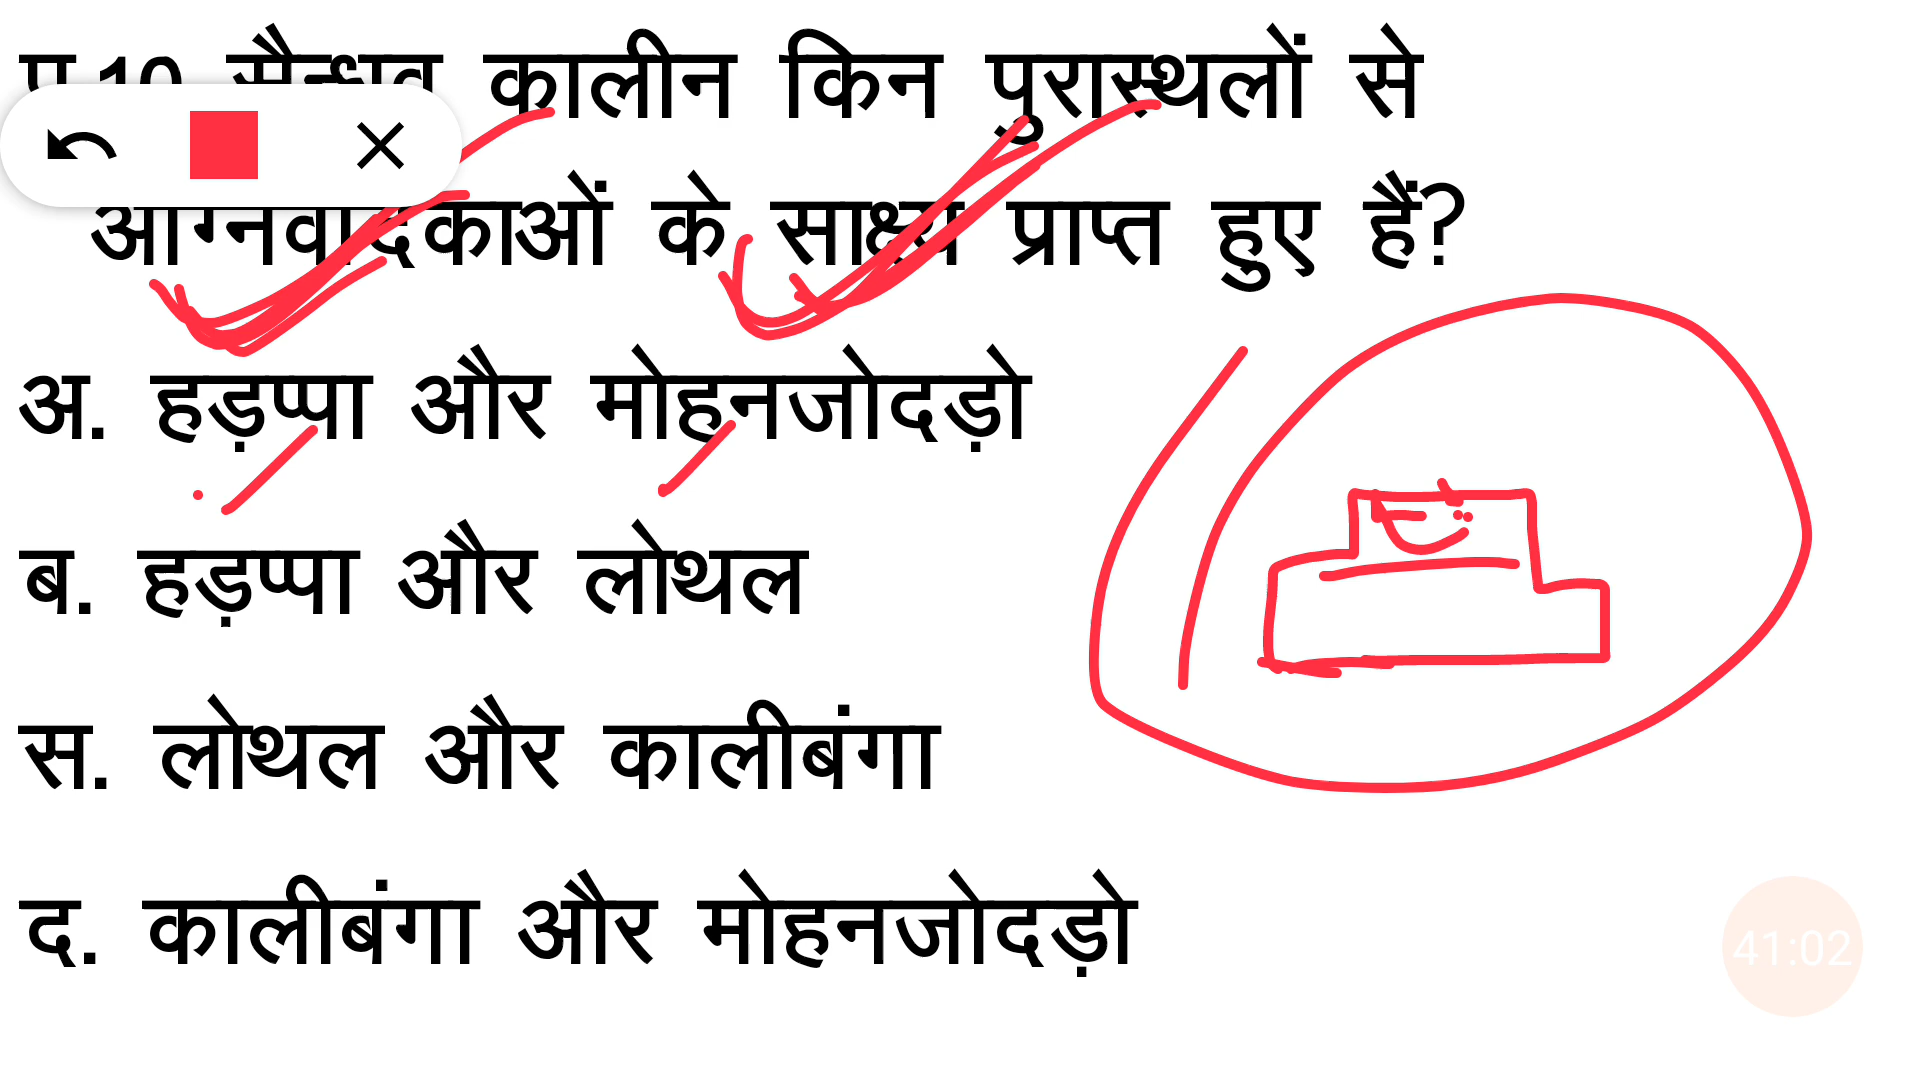 प्र.10 सैन्धव कालीन किन पुरास्थलों से
अग्निवेदिकाओं के साक्ष्य प्राप्त हुए हैं?
अ. हड़प्पा और मोहनजोदड़ो
ब. हड़प्पा और लोथल
स. लोथल और कालीबंगा
द. कालीबंगा और मोहनजोदड़ो
41:02